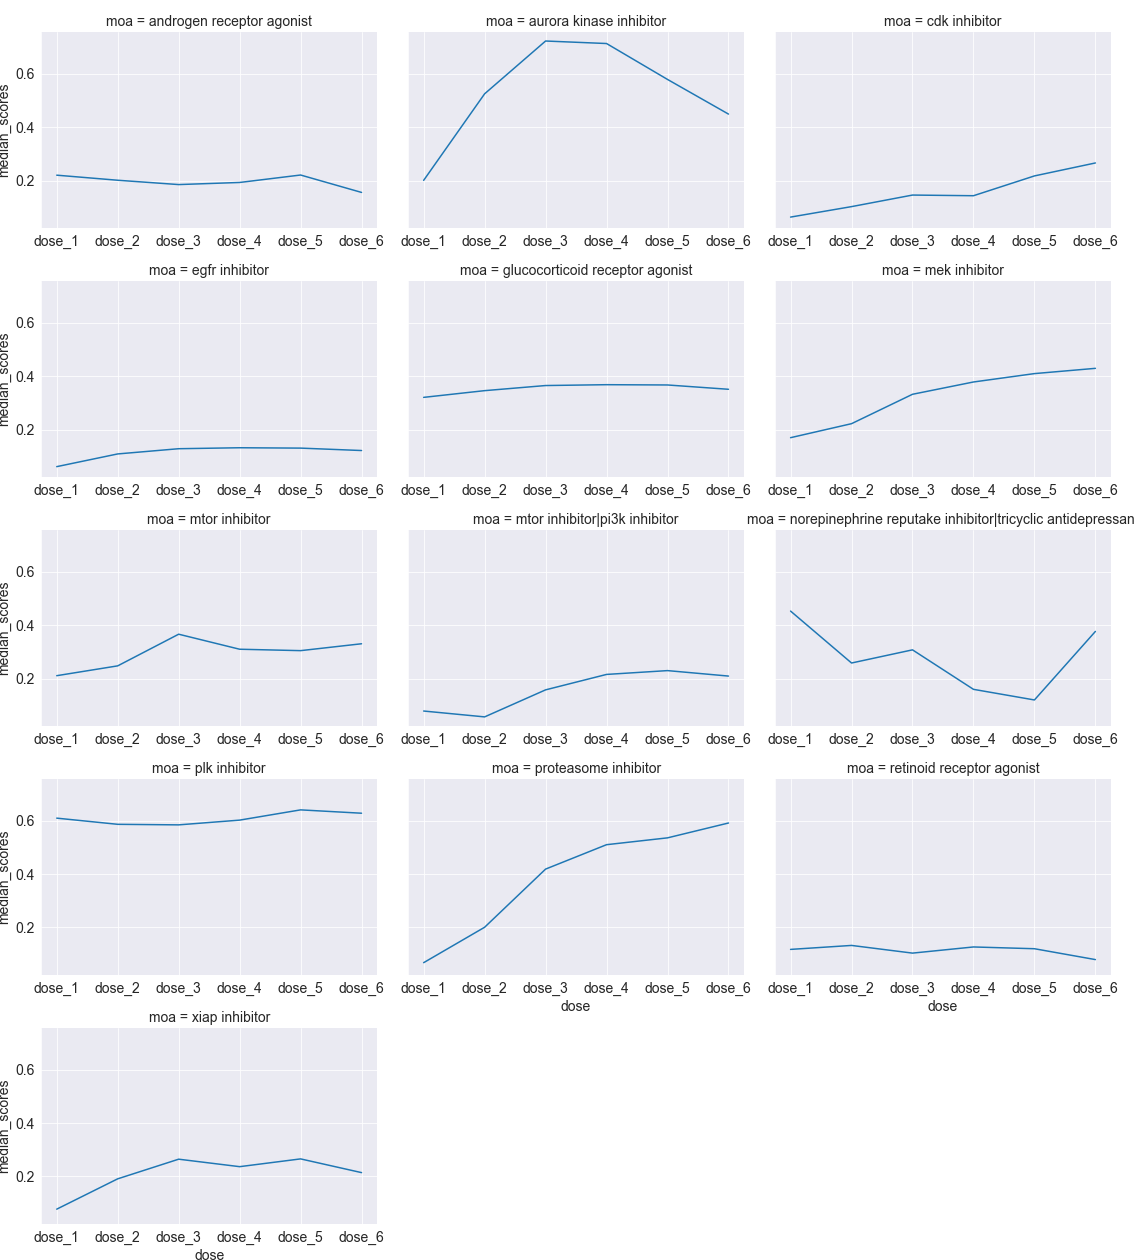 moa = androgen receptor agonist
moa = aurora kinase inhibitor
moa = cdk inhibitor
median_scores
0.6
0.4
0.2
dose_1 dose_2 dose_3 dose_4 dose_5 dose_6
dose_1 dose_2 dose_3 dose_4 dose_5 dose_6
dose_1 dose_2 dose_3 dose_4 dose_5 dose_6
moa = egfr inhibitor
moa = glucocorticoid receptor agonist
moa = mek inhibitor
median_scores
0.6
0.4
0.2
dose_1 dose_2 dose_3 dose_4 dose_5 dose_6
dose_1 dose_2 dose_3 dose_4 dose_5 dose_6
dose_1 dose_2 dose_3 dose_4 dose_5 dose_6
moa = mtor inhibitor
moa = mtor inhibitor|pi3k inhibitor
moa = norepinephrine reputake inhibitor|tricyclic antidepressan
median_scores
0.6
0.4
0.2
dose_1 dose_2 dose_3 dose_4 dose_5 dose_6
dose_1 dose_2 dose_3 dose_4 dose_5 dose_6
dose_1 dose_2 dose_3 dose_4 dose_5 dose_6
moa = plk inhibitor
moa = proteasome inhibitor
moa = retinoid receptor agonist
median_scores
0.6
0.4
0.2
dose_1 dose_2 dose_3 dose_4 dose_5 dose_6
dose_1 dose_2 dose_3 dose_4 dose_5 dose_6
dose_1 dose_2 dose_3 dose_4 dose_5 dose_6
dose
dose
moa = xiap inhibitor
median_scores
0.6
0.4
0.2
dose_1 dose_2 dose_3 dose_4 dose_5 dose_6
dose